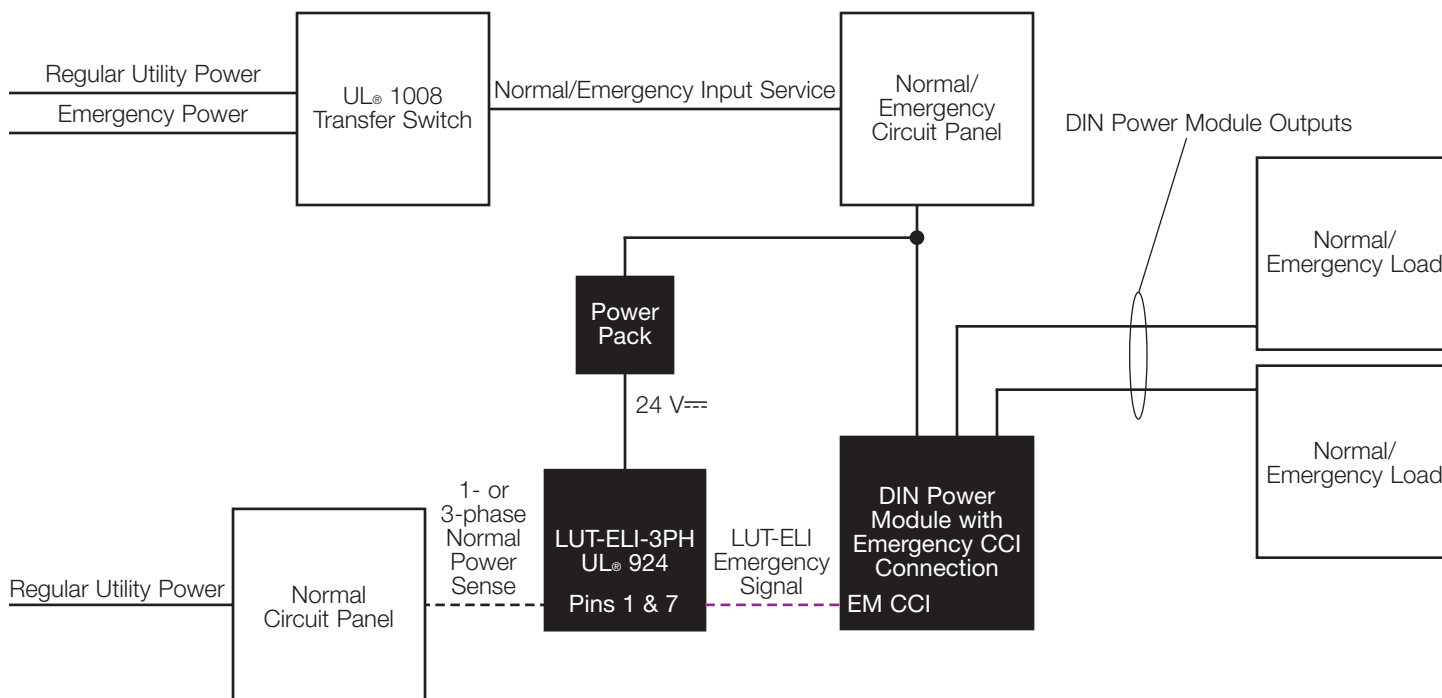 Regular Utility Power
Emergency Power
UL® 1008
Transfer Switch
Normal/Emergency Input Service
Normal/
Emergency
Circuit Panel
DIN Power Module Outputs
Normal/
Emergency Load
Normal/
Emergency Load
Power
Pack
24 V⎓
Regular Utility Power
Normal
Circuit Panel
1- or
3-phase
Normal
Power
Sense
LUT-ELI-3PH
UL® 924
Pins 1 & 7
LUT-ELI
Emergency
Signal
DIN Power
Module with
Emergency CCI
Connection
EM CCI